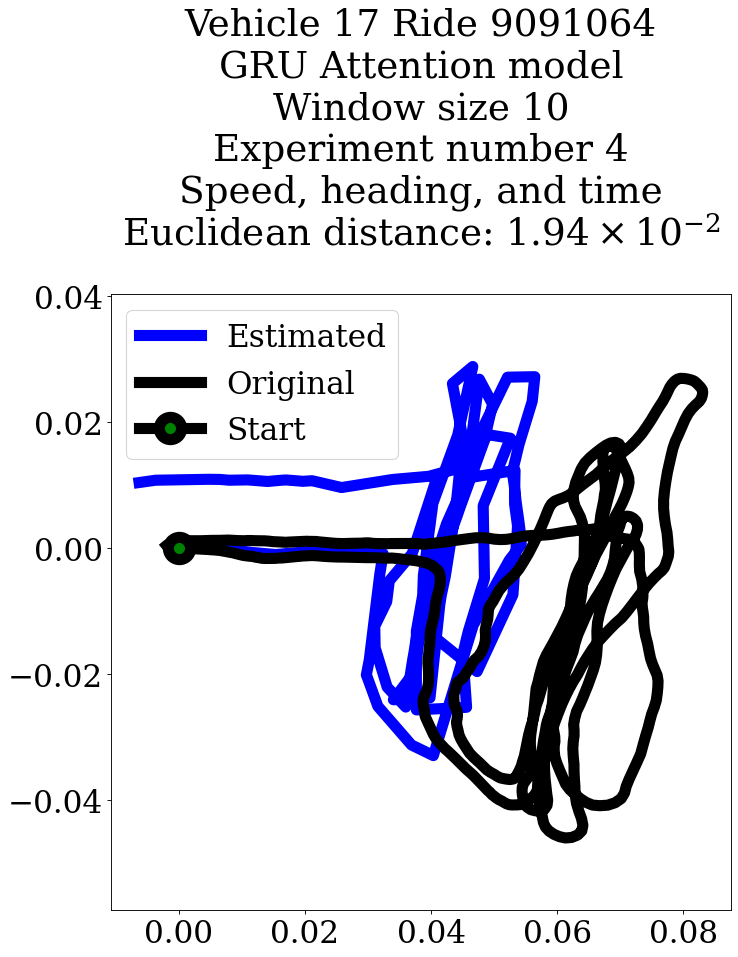 Vehicle 17 Ride 9091064
GRU Attention model
Window size 10
Experiment number 4
Speed, heading, and time
Euclidean distance: 1.94 × 10⁻²
0.04
0.02
0.00
−0.02
−0.04
Estimated
Original
Start
0.00 0.02 0.04 0.06 0.08